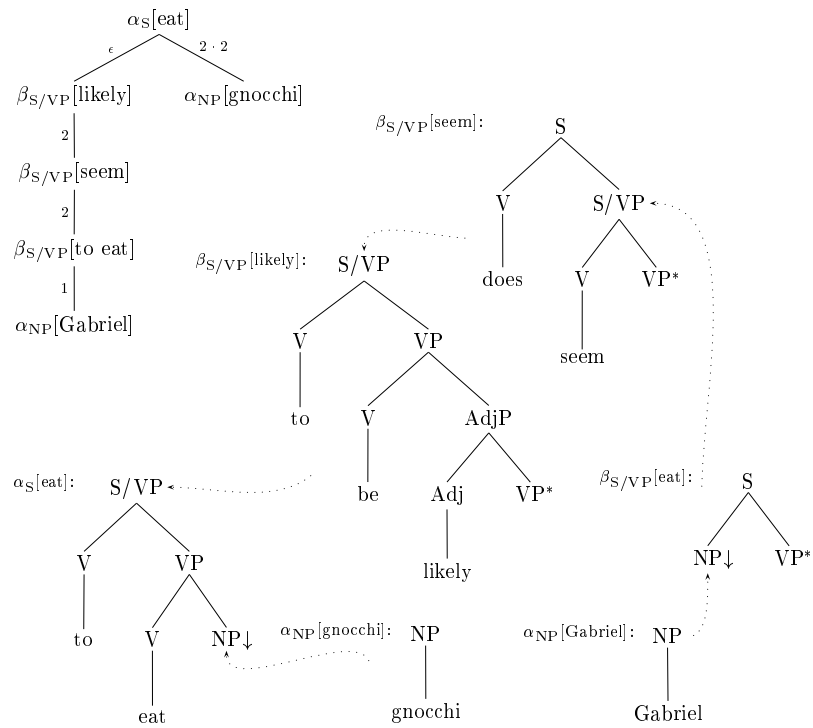 α_S[eat]
ϵ 2 · 2
β_S/VP[likely] α_NP[gnocchi]
2
β_S/VP[seem]
2
β_S/VP[to eat]
1
α_NP[Gabriel]
β_S/VP[seem]: S
V S/VP
does V VP*
seem
β_S/VP[likely]: S/VP
V VP
to V AdjP
be Adj VP*
likely
α_S[eat]: S/VP
V VP
to V NP↓
eat
β_S/VP[eat]: S
NP↓ VP*
α_NP[gnocchi]: NP
gnocchi
α_NP[Gabriel]: NP
Gabriel